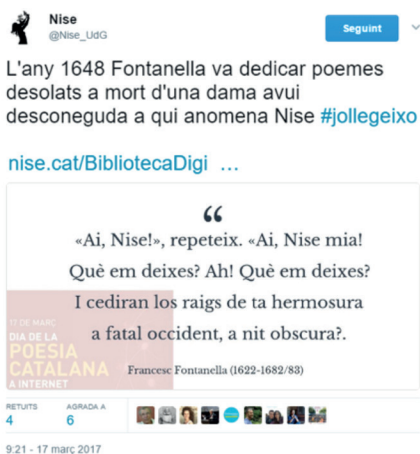 Nise
@Nise_UdG
Seguint
L'any 1648 Fontanella va dedicar poemes
desolats a mort d'una dama avui
desconeguda a qui anomena Nise #jollegeixo
nise.cat/BibliotecaDigi ...
“
«Ai, Nise!», repeteix. «Ai, Nise mia!
Què em deixes? Ah! Què em deixes?
I cediran los raigs de ta hermosura
a fatal occident, a nit obscura?.
Francesc Fontanella (1622-1682/83)
17 DE MARÇ
DIA DE LA
POESIA
CATALANA
A INTERNET
RETUITS
4
AGRADA A
6
9:21 - 17 març 2017